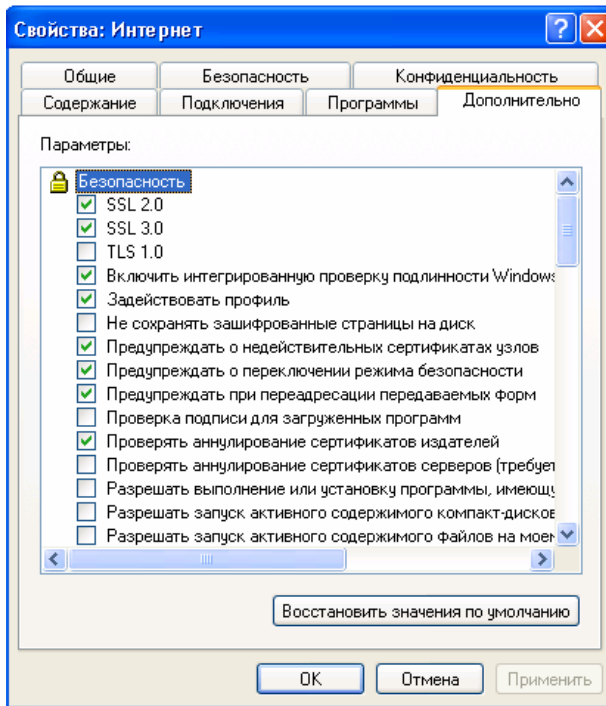 Свойства: Интернет
Общие Безопасность Конфиденциальность
Содержание Подключения Программы Дополнительно
Параметры:
Безопасность
SSL 2.0
SSL 3.0
TLS 1.0
Включить интегрированную проверку подлинности Windows
Задействовать профиль
Не сохранять зашифрованные страницы на диск
Предупреждать о недействительных сертификатах узлов
Предупреждать о переключении режима безопасности
Предупреждать при переадресации передаваемых форм
Проверка подписи для загруженных программ
Проверять аннулирование сертификатов издателей
Проверять аннулирование сертификатов серверов (требует
Разрешать выполнение или установку программы, имеющу
Разрешать запуск активного содержимого компакт-дисков
Разрешать запуск активного содержимого файлов на моем
Восстановить значения по умолчанию
OK Отмена Применить